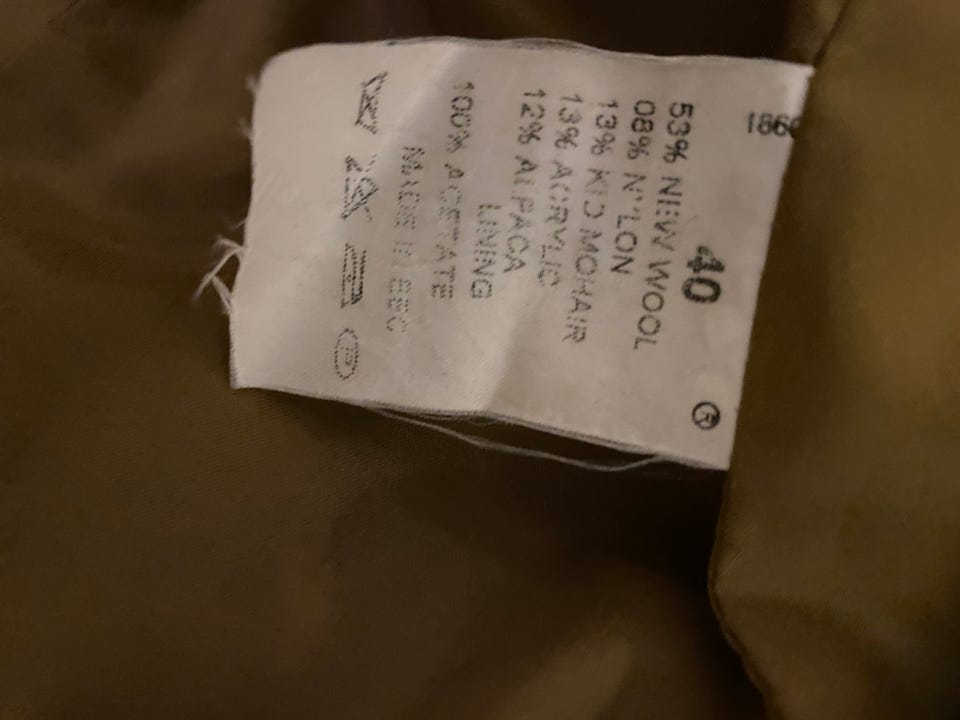 186
40
53% NEW WOOL
08% NYLON
13% KID MOHAIR
13% ACRYLIC
12% ALPACA
LINING
100% ACETATE
MADE IN EEC